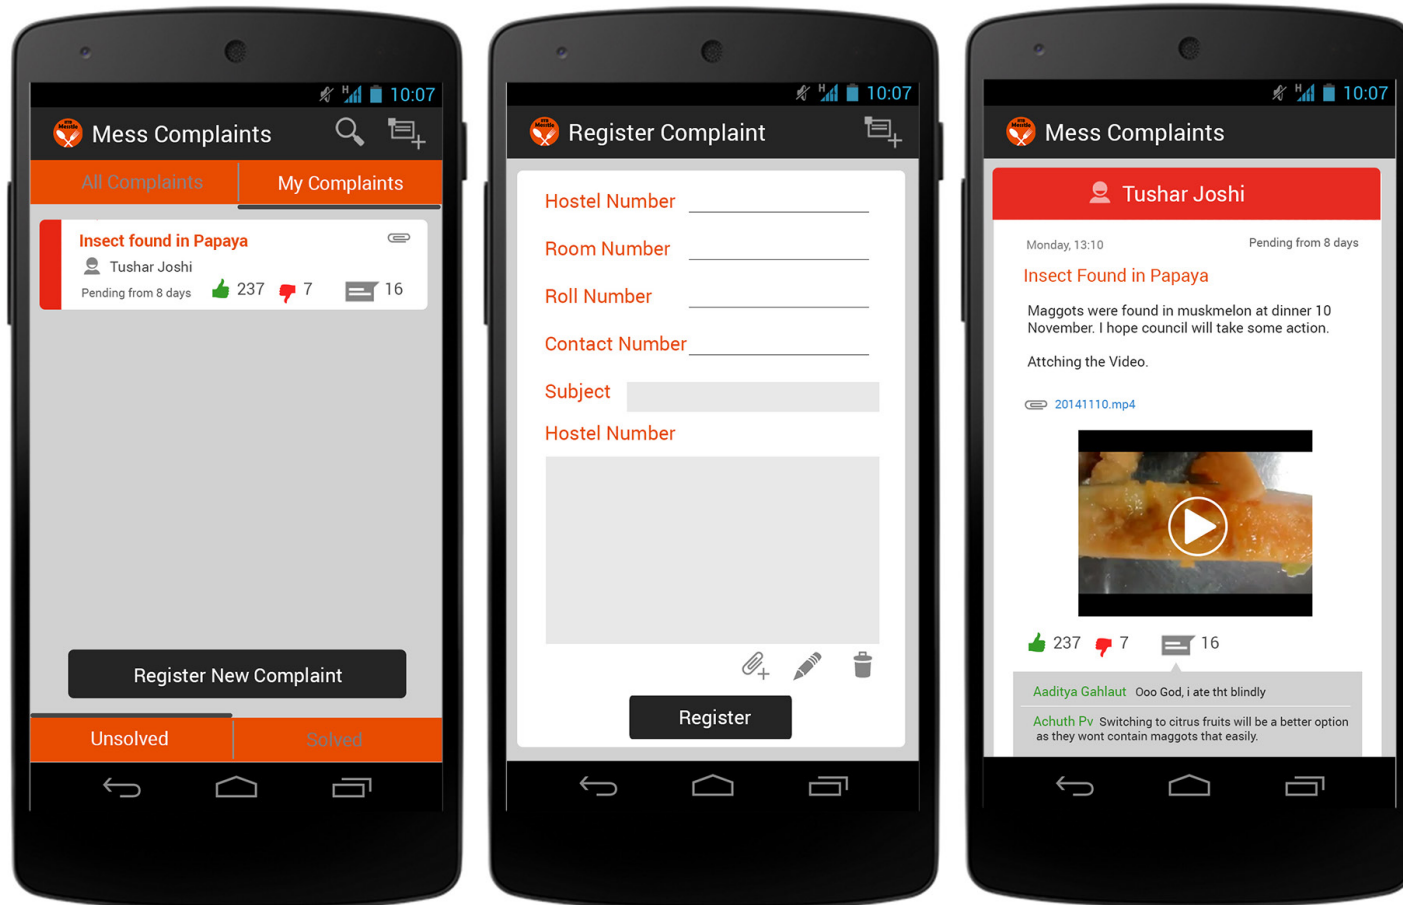 H
10:07
Mess Complaints
All Complaints
My Complaints
Insect found in Papaya
Tushar Joshi
Pending from 8 days
237
7
16
Register New Complaint
Unsolved
Solved
H
10:07
Register Complaint
Hostel Number
Room Number
Roll Number
Contact Number
Subject
Hostel Number
Register
H
10:07
Mess Complaints
Tushar Joshi
Monday, 13:10
Pending from 8 days
Insect Found in Papaya
Maggots were found in muskmelon at dinner 10
November. I hope council will take some action.
Attching the Video.
20141110.mp4
237
7
16
Aaditya Gahlaut Ooo God, i ate tht blindly
Achuth Pv Switching to citrus fruits will be a better option
as they wont contain maggots that easily.